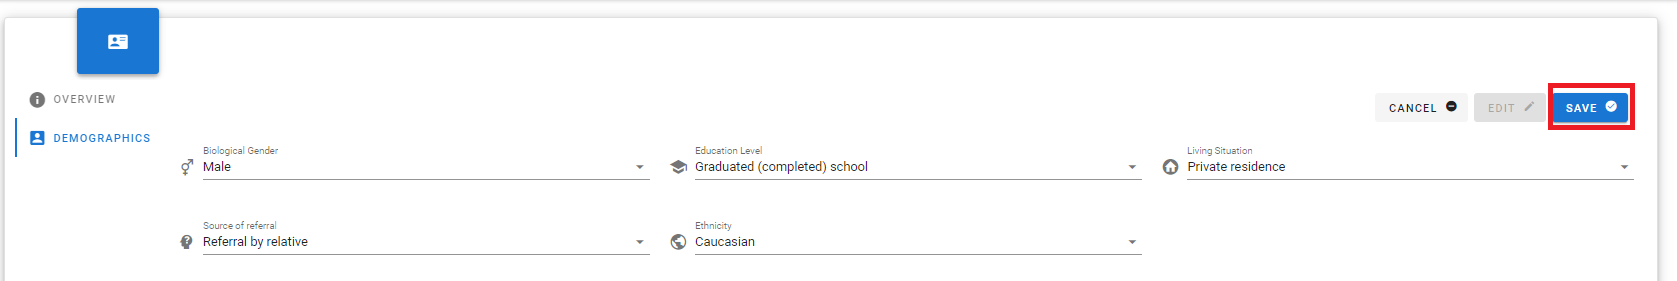 OVERVIEW
DEMOGRAPHICS
CANCEL EDIT SAVE
Biological Gender Education Level Living Situation
Male Graduated (completed) school Private residence
Source of referral Ethnicity
Referral by relative Caucasian